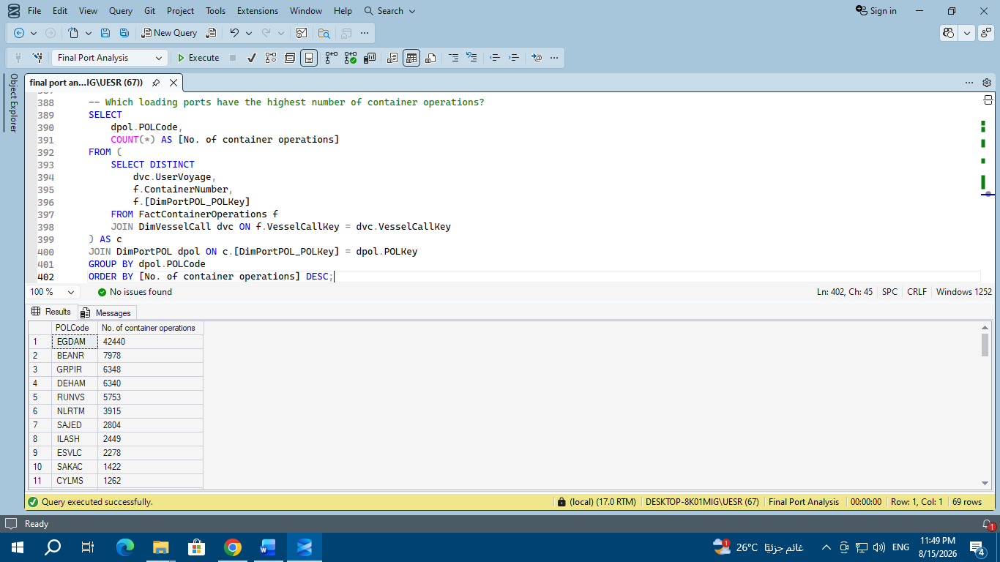 File Edit View Query Git Project Tools Extensions Window Help Search Sign in
New Query
Final Port Analysis Execute
Object Explorer
final port an...IG\UESR (67))
388 -- Which loading ports have the highest number of container operations?
389 SELECT
390 dpol.POLCode,
391 COUNT(*) AS [No. of container operations]
392 FROM (
393 SELECT DISTINCT
394 dvc.UserVoyage,
395 f.ContainerNumber,
396 f.[DimPortPOL_POLKey]
397 FROM FactContainerOperations f
398 JOIN DimVesselCall dvc ON f.VesselCallKey = dvc.VesselCallKey
399 ) AS c
400 JOIN DimPortPOL dpol ON c.[DimPortPOL_POLKey] = dpol.POLKey
401 GROUP BY dpol.POLCode
402 ORDER BY [No. of container operations] DESC;
100 % No issues found Ln: 402, Ch: 45 SPC CRLF Windows 1252
Results Messages
POLCode No. of container operations
1 EGDAM 42440
2 BEANR 7978
3 GRPIR 6348
4 DEHAM 6340
5 RUNVS 5753
6 NLRTM 3915
7 SAJED 2804
8 ILASH 2449
9 ESVLC 2278
10 SAKAC 1422
11 CYLMS 1262
Query executed successfully. (local) (17.0 RTM) DESKTOP-8K01MIG\UESR (67) Final Port Analysis 00:00:00 Row: 1, Col: 1 69 rows
Ready 1
1 26°C غائم جزئيًا ENG 11:49 PM
8/15/2026 4